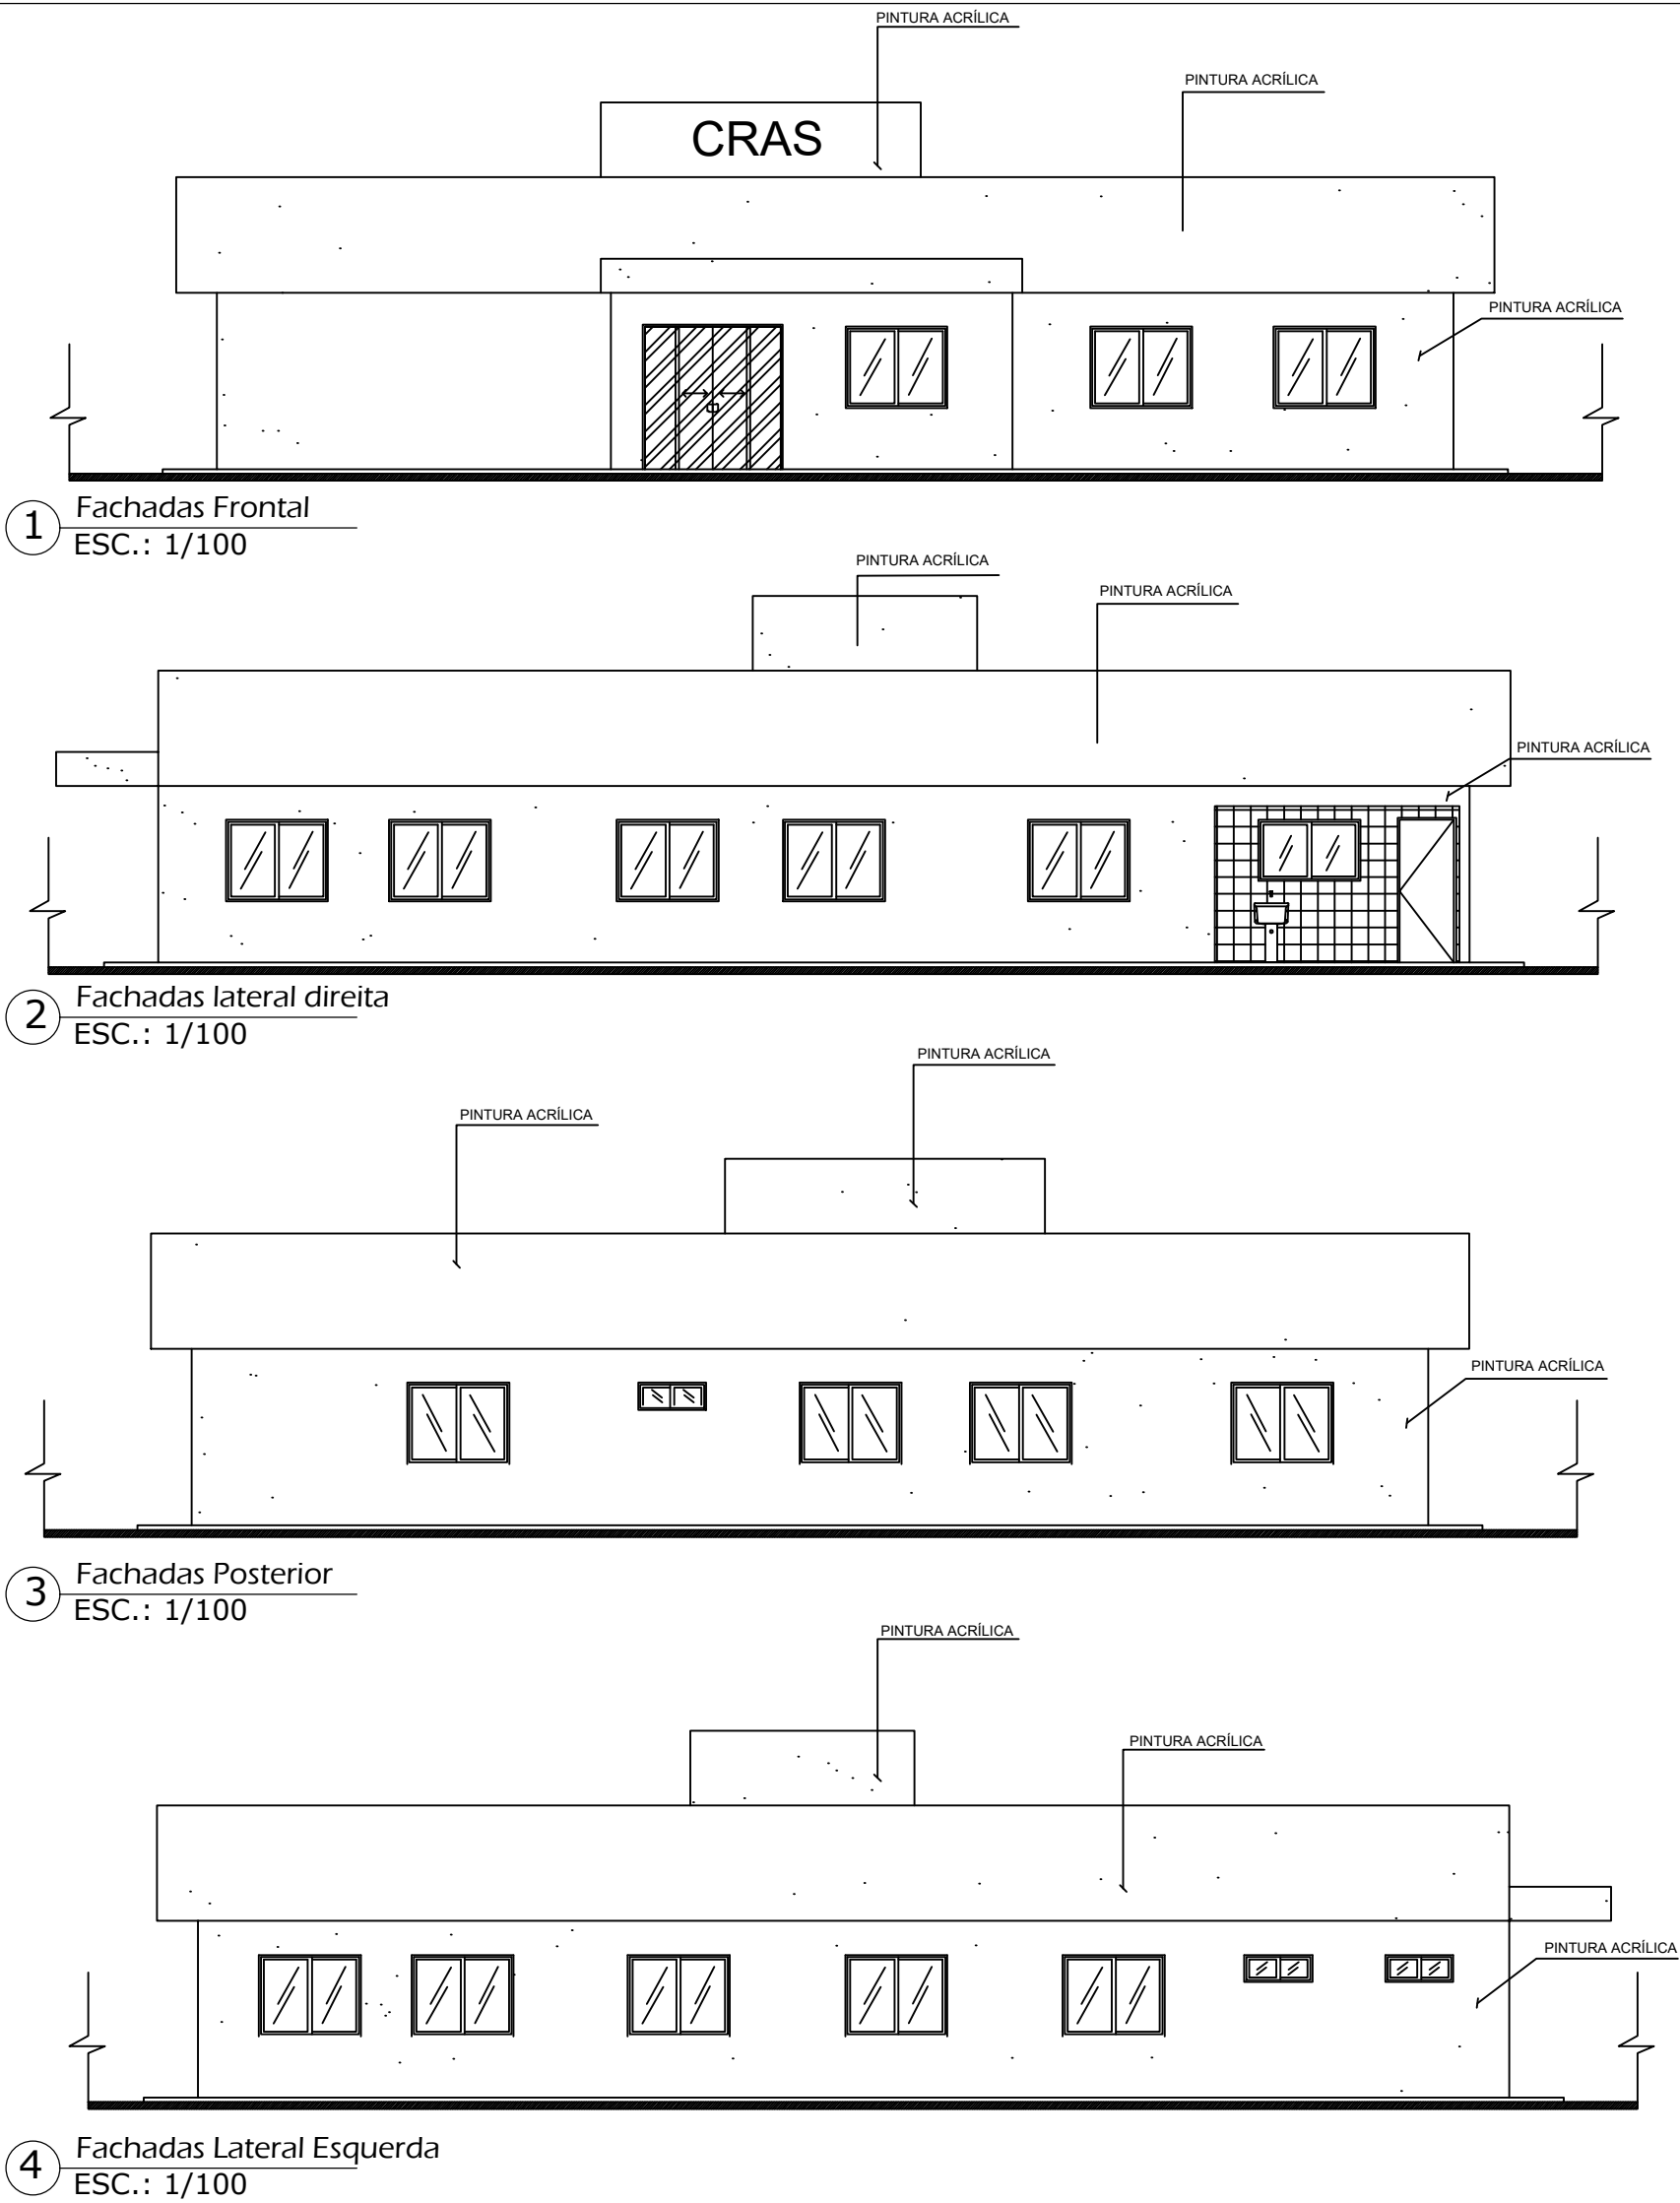 PINTURA ACRÍLICA
PINTURA ACRÍLICA
CRAS
PINTURA ACRÍLICA
1
Fachadas Frontal
ESC.: 1/100
PINTURA ACRÍLICA
PINTURA ACRÍLICA
PINTURA ACRÍLICA
2
Fachadas lateral direita
ESC.: 1/100
PINTURA ACRÍLICA
PINTURA ACRÍLICA
PINTURA ACRÍLICA
3
Fachadas Posterior
ESC.: 1/100
PINTURA ACRÍLICA
PINTURA ACRÍLICA
PINTURA ACRÍLICA
4
Fachadas Lateral Esquerda
ESC.: 1/100